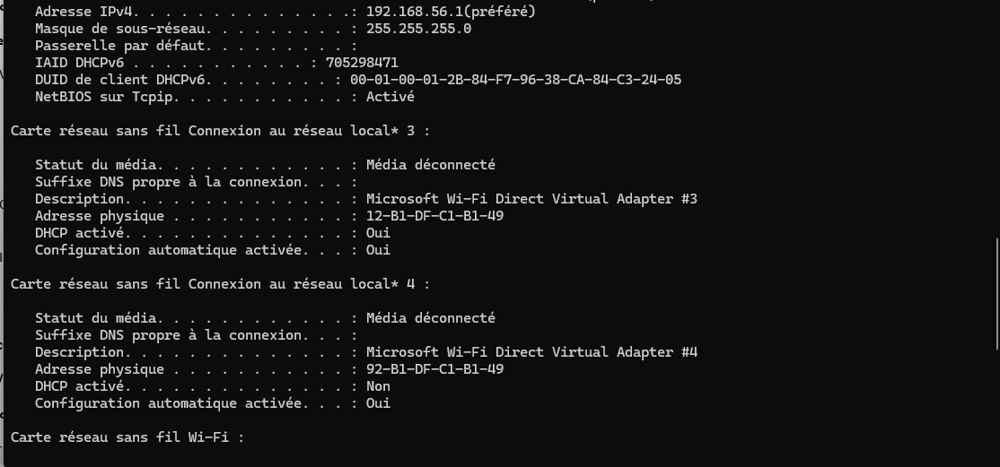 Adresse IPv4. . . . . . . . . . . . . .: 192.168.56.1(préféré)
Masque de sous-réseau. . . . . . . . . : 255.255.255.0
Passerelle par défaut. . . . . . . . . :
IAID DHCPv6 . . . . . . . . . . . : 705298471
DUID de client DHCPv6. . . . . . . . : 00-01-00-01-2B-84-F7-96-38-CA-84-C3-24-05
NetBIOS sur Tcpip. . . . . . . . . . . : Activé
Carte réseau sans fil Connexion au réseau local* 3 :
Statut du média. . . . . . . . . . . . : Média déconnecté
Suffixe DNS propre à la connexion. . . :
Description. . . . . . . . . . . . . . : Microsoft Wi-Fi Direct Virtual Adapter #3
Adresse physique . . . . . . . . . . . : 12-B1-DF-C1-B1-49
DHCP activé. . . . . . . . . . . . . . : Oui
Configuration automatique activée. . . : Oui
Carte réseau sans fil Connexion au réseau local* 4 :
Statut du média. . . . . . . . . . . . : Média déconnecté
Suffixe DNS propre à la connexion. . . :
Description. . . . . . . . . . . . . . : Microsoft Wi-Fi Direct Virtual Adapter #4
Adresse physique . . . . . . . . . . . : 92-B1-DF-C1-B1-49
DHCP activé. . . . . . . . . . . . . . : Non
Configuration automatique activée. . . : Oui
Carte réseau sans fil Wi-Fi :